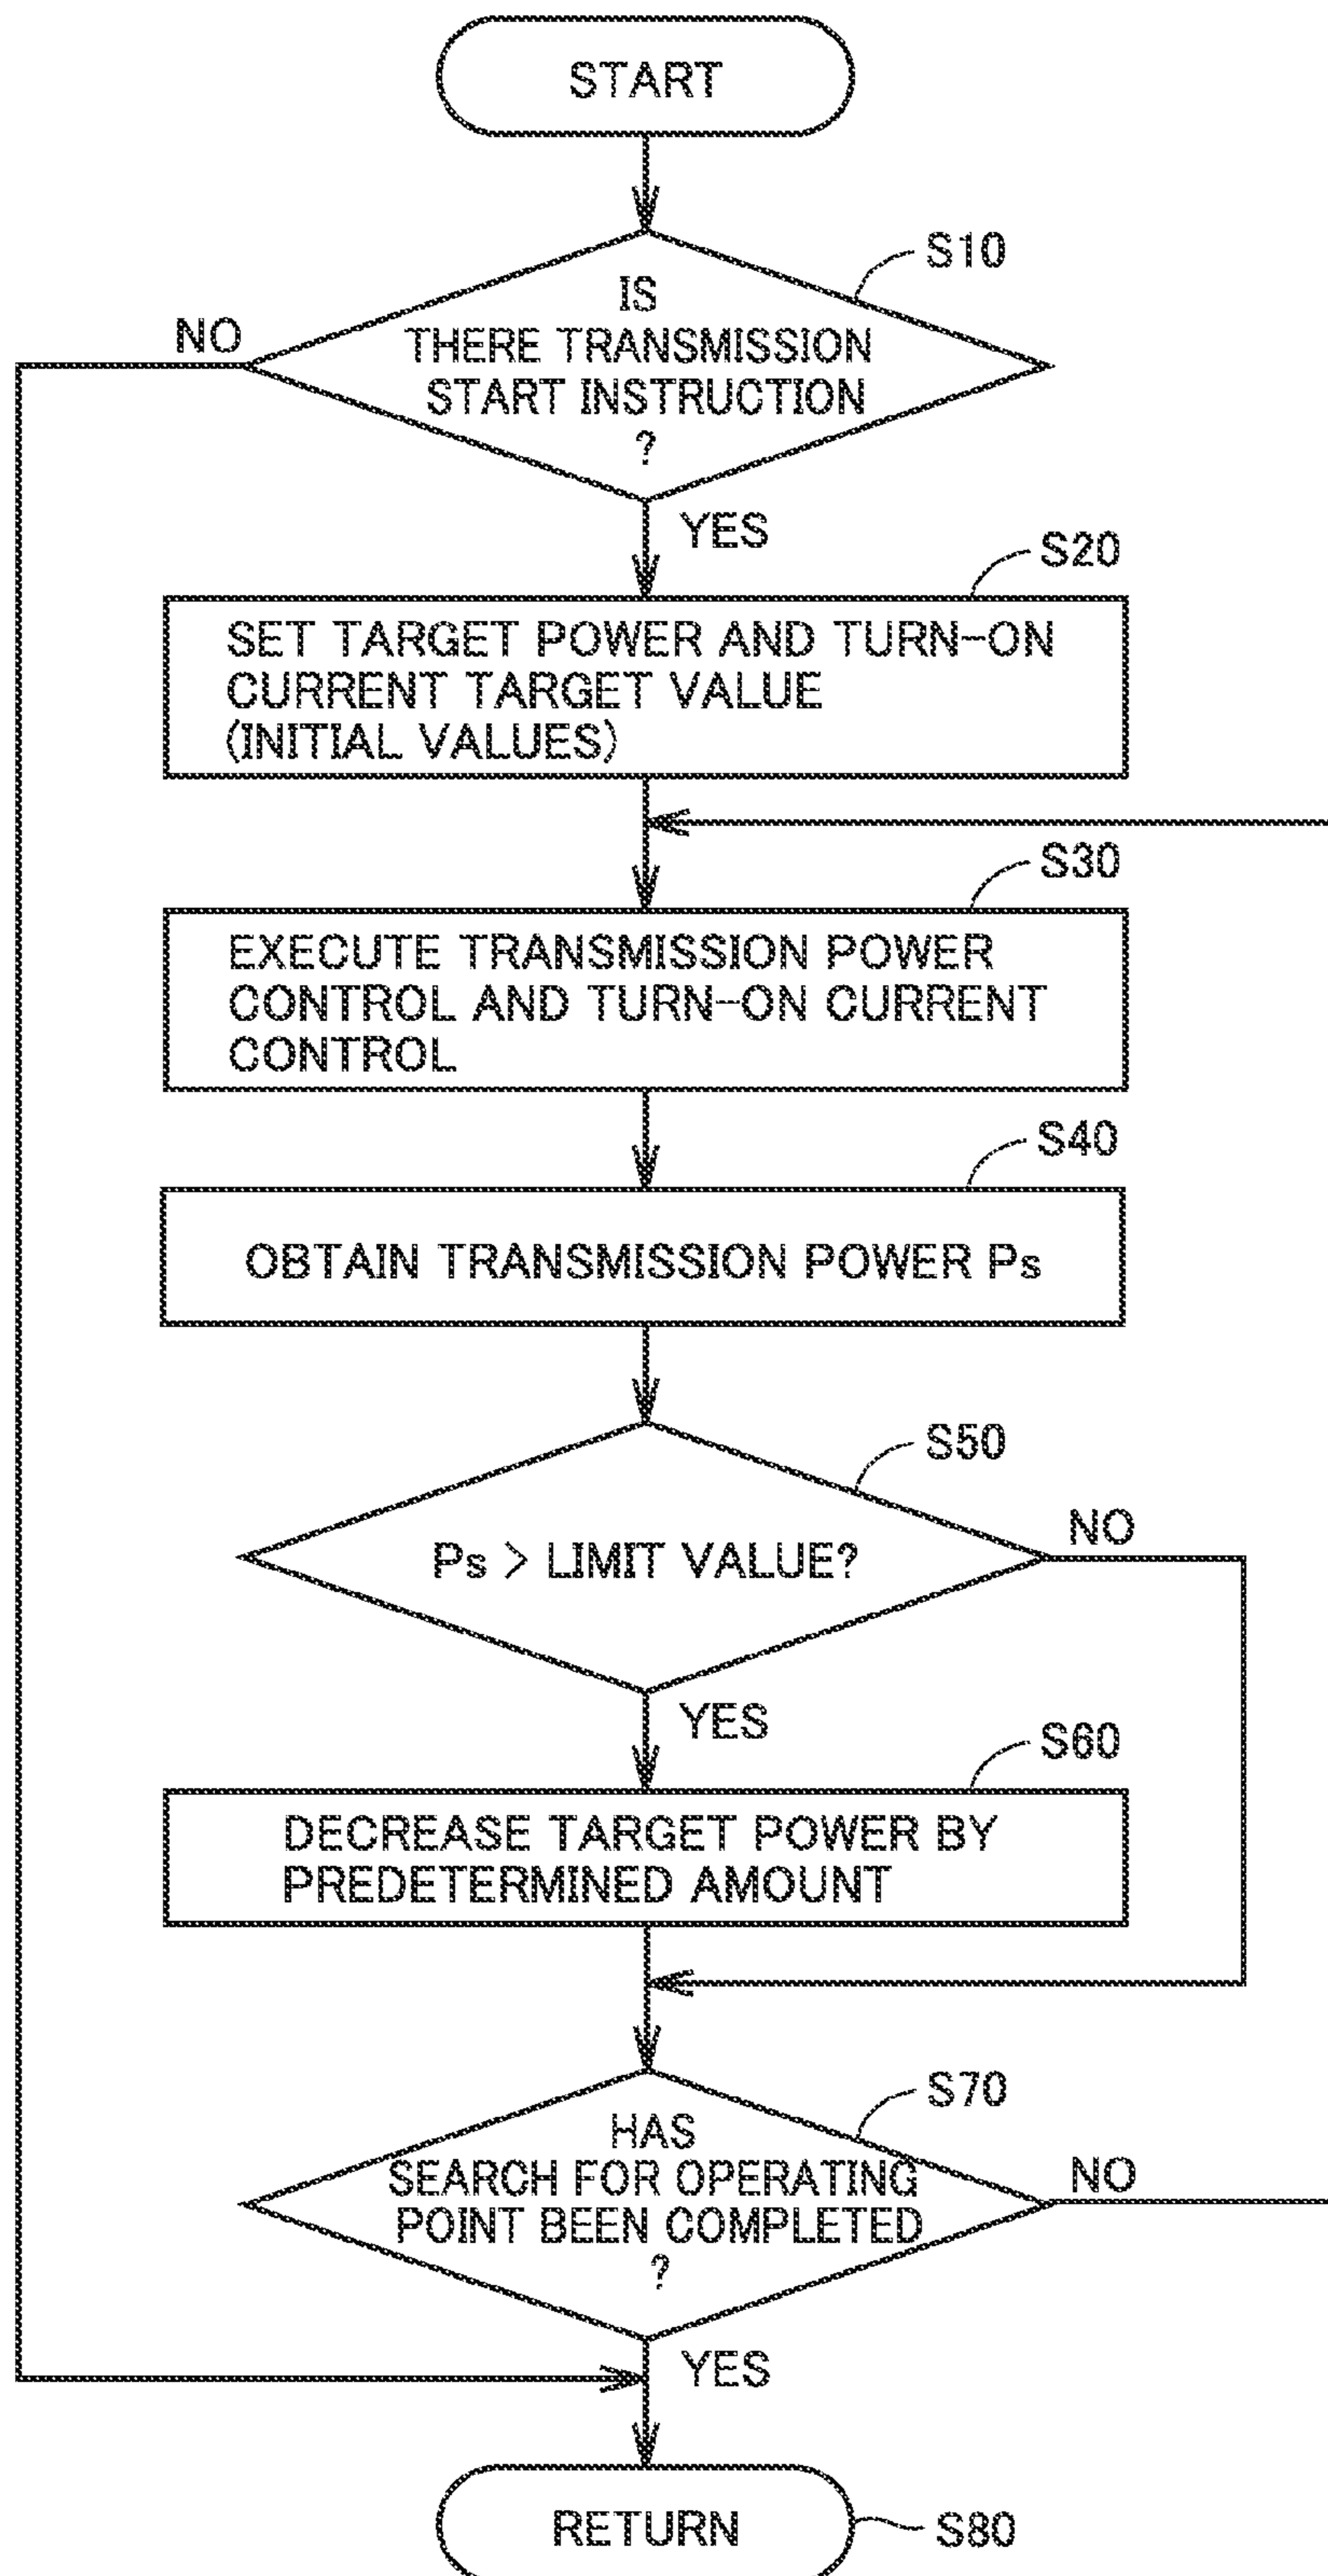 START
S10
IS
THERE TRANSMISSION
START INSTRUCTION
?
NO
YES
S20
SET TARGET POWER AND TURN-ON
CURRENT TARGET VALUE
(INITIAL VALUES)
S30
EXECUTE TRANSMISSION POWER
CONTROL AND TURN-ON CURRENT
CONTROL
S40
OBTAIN TRANSMISSION POWER Ps
S50
Ps > LIMIT VALUE?
NO
YES
S60
DECREASE TARGET POWER BY
PREDETERMINED AMOUNT
S70
HAS
SEARCH FOR OPERATING
POINT BEEN COMPLETED
?
NO
YES
RETURN
S80